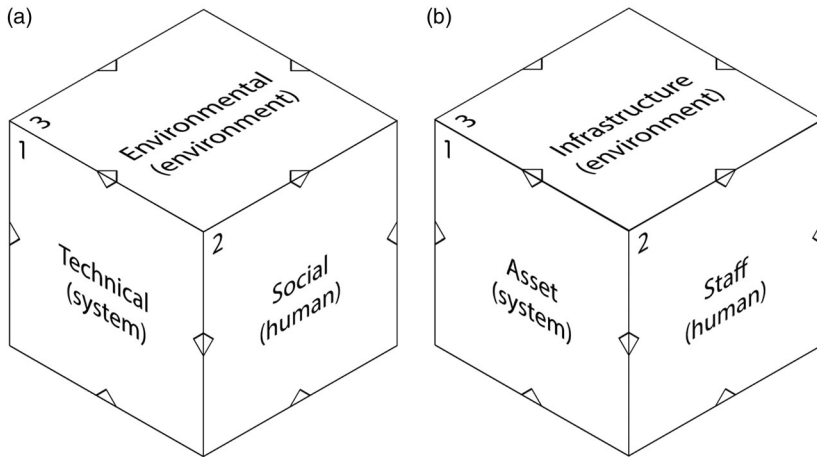 (a)
3
Environmental
(environment)
1
Technical
(system)
2
Social
(human)
(b)
3
Infrastructure
(environment)
1
Asset
(system)
2
Staff
(human)